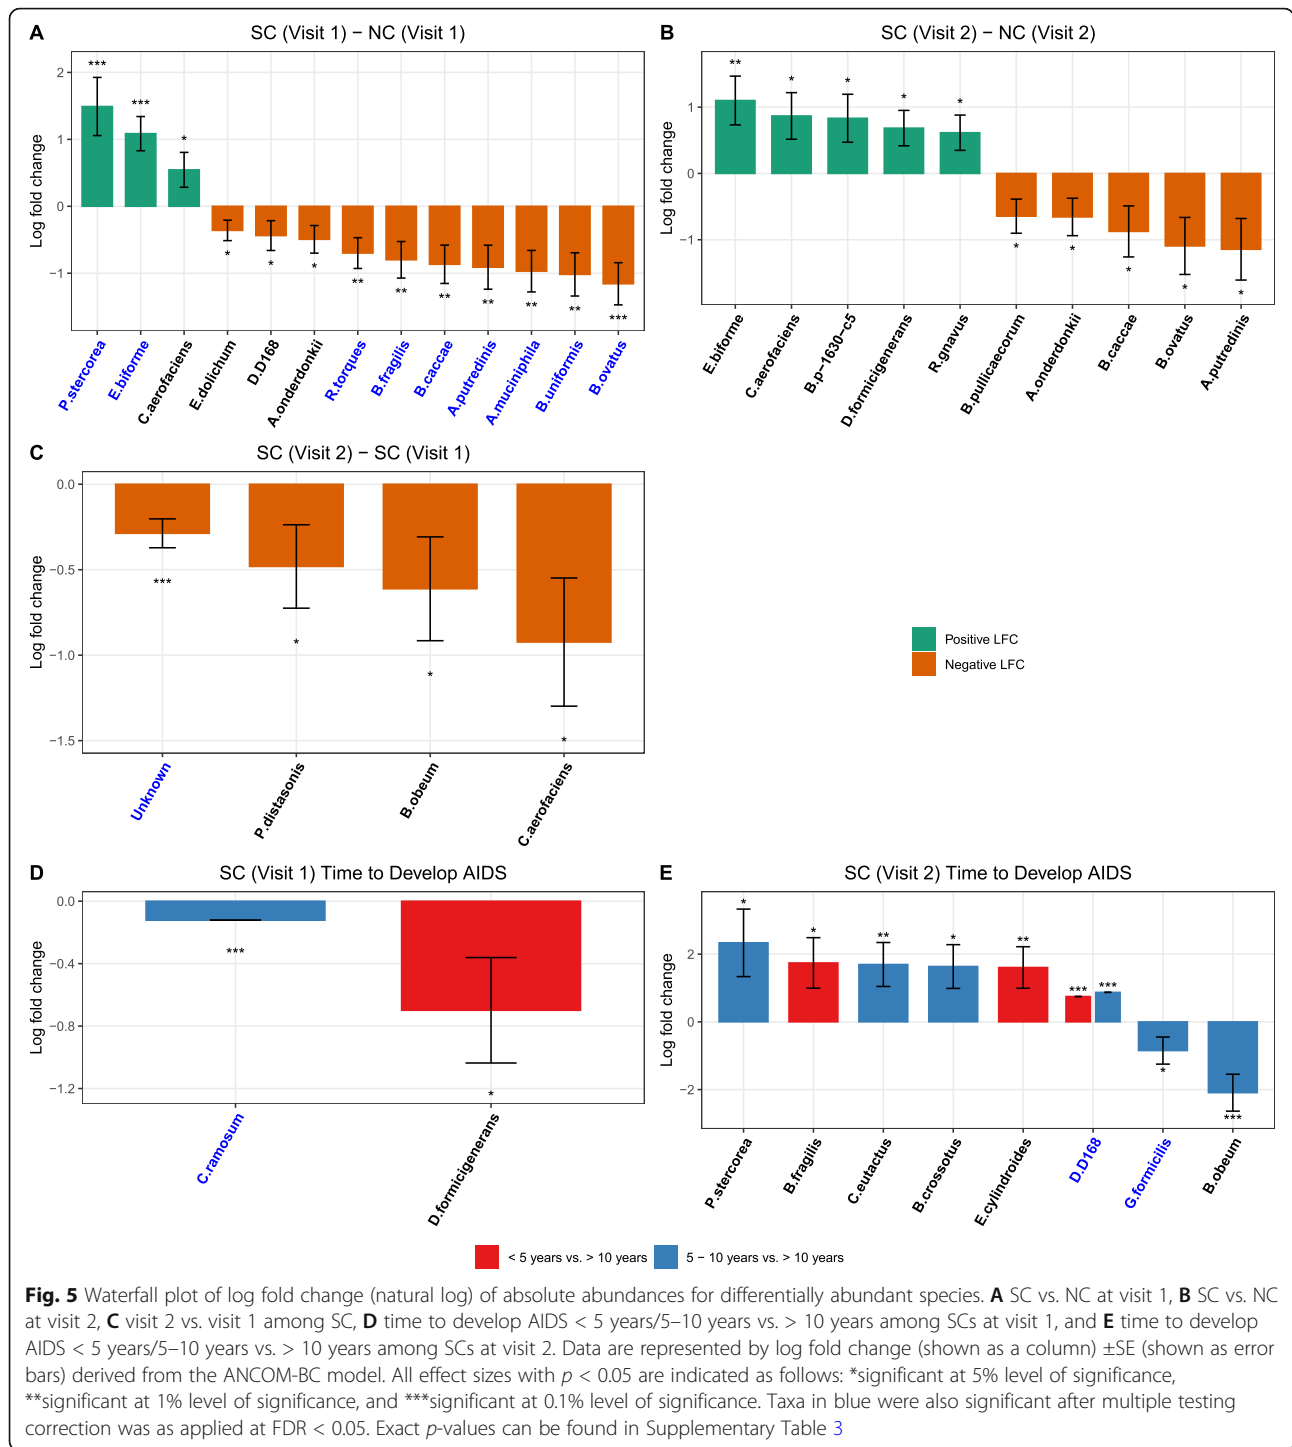 A
SC (Visit 1) − NC (Visit 1)
Log fold change
2
1
0
−1
***
***
*
*
*
*
**
**
**
**
**
**
***
P.stercorea
E.biforme
C.aerofaciens
E.dolichum
D.D168
A.onderdonkii
R.torques
B.fragilis
B.caccae
A.putredinis
A.muciniphila
B.uniformis
B.ovatus
B
SC (Visit 2) − NC (Visit 2)
Log fold change
1
0
−1
**
*
*
*
*
*
*
*
*
*
E.biforme
C.aerofaciens
B.p−1630−c5
D.formicigenerans
R.gnavus
B.pullicaecorum
A.onderdonkii
B.caccae
B.ovatus
A.putredinis
C
SC (Visit 2) − SC (Visit 1)
Log fold change
0.0
−0.5
−1.0
−1.5
***
*
*
*
Unknown
P.distasonis
B.obeum
C.aerofaciens
Positive LFC
Negative LFC
D
SC (Visit 1) Time to Develop AIDS
Log fold change
0.0
−0.4
−0.8
−1.2
***
*
C.ramosum
D.formicigenerans
E
SC (Visit 2) Time to Develop AIDS
Log fold change
2
0
−2
*
*
**
*
**
***
***
*
***
P.stercorea
B.fragilis
C.eutactus
B.crossotus
E.cylindroides
D.D168
G.formicilis
B.obeum
< 5 years vs. > 10 years
5 − 10 years vs. > 10 years
Fig. 5 Waterfall plot of log fold change (natural log) of absolute abundances for differentially abundant species. A SC vs. NC at visit 1, B SC vs. NC
at visit 2, C visit 2 vs. visit 1 among SC, D time to develop AIDS < 5 years/5–10 years vs. > 10 years among SCs at visit 1, and E time to develop
AIDS < 5 years/5–10 years vs. > 10 years among SCs at visit 2. Data are represented by log fold change (shown as a column) ±SE (shown as error
bars) derived from the ANCOM-BC model. All effect sizes with p < 0.05 are indicated as follows: *significant at 5% level of significance,
**significant at 1% level of significance, and ***significant at 0.1% level of significance. Taxa in blue were also significant after multiple testing
correction was as applied at FDR < 0.05. Exact p-values can be found in Supplementary Table 3